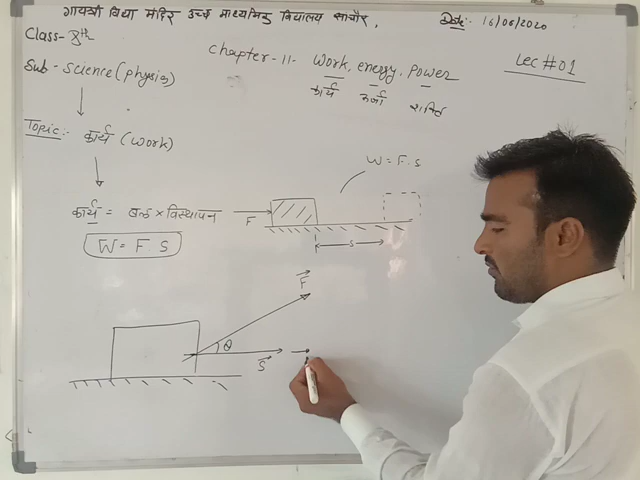 गायत्री विद्या मंदिर उच्च माध्यमिक विद्यालय सांचौर, Date:- 16/06/2020
Class- 8th
Chapter-11- Work, energy, power Lec #01
कार्य ऊर्जा शक्ति
Sub- Science (physics)
Topic:- कार्य (work)
W = F.S
कार्य = बल × विस्थापन
F
S
W = F.S
F
θ
S